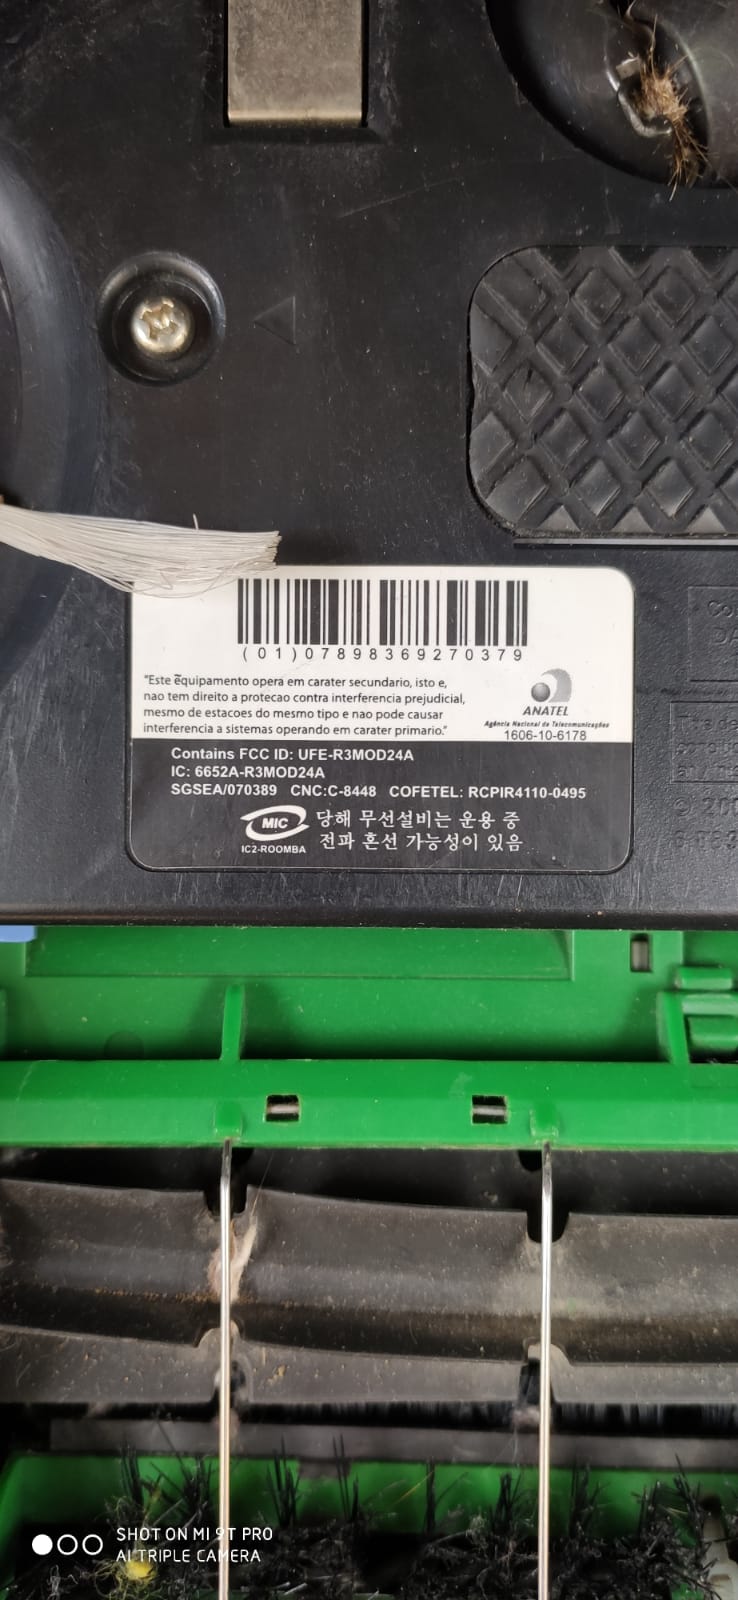 (01)07898369270379
"Este equipamento opera em carater secundario, isto e,
nao tem direito a protecao contra interferencia prejudicial,
mesmo de estacoes do mesmo tipo e nao pode causar
interferencia a sistemas operando em carater primario."
ANATEL
Agência Nacional de Telecomunicações
1606-10-6178
Contains FCC ID: UFE-R3MOD24A
IC: 6652A-R3MOD24A
SGSEA/070389 CNC:C-8448 COFETEL: RCPIR4110-0495
MIC
IC2-ROOMBA
당해 무선설비는 운용 중
전파 혼선 가능성이 있음
SHOT ON MI 9T PRO
AI TRIPLE CAMERA